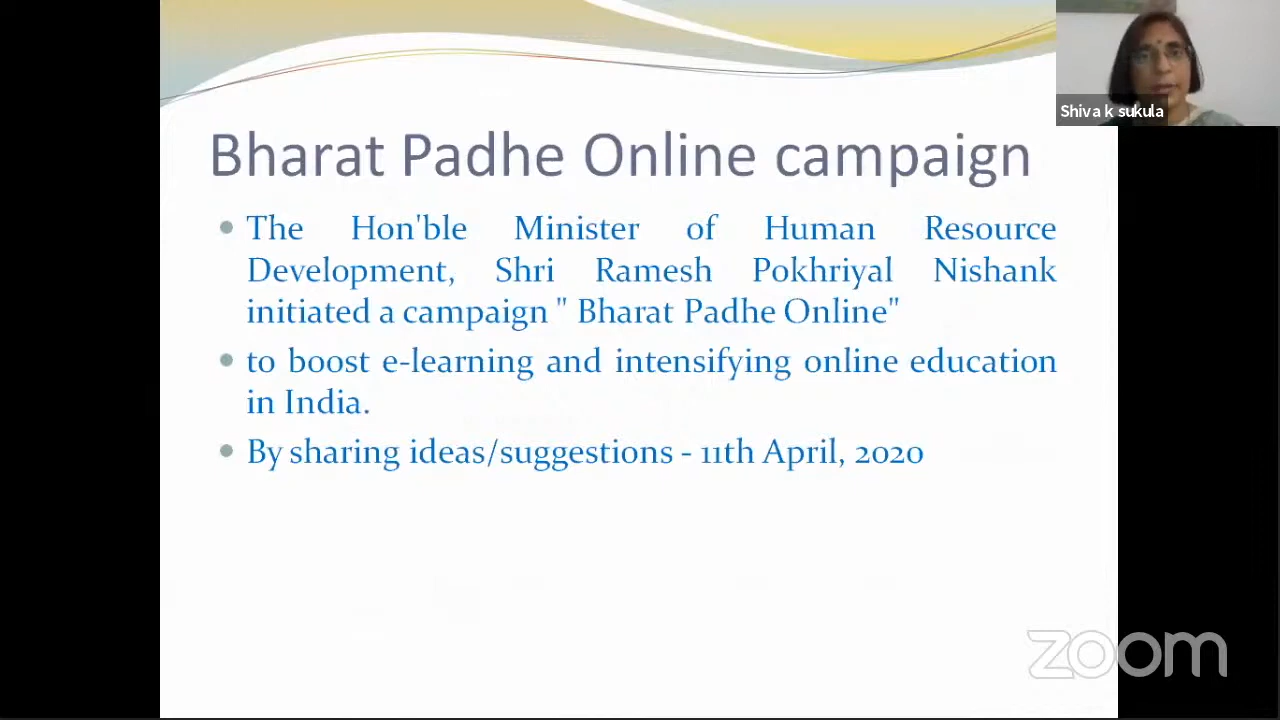 Shiva k sukula
Bharat Padhe Online campaign
The Hon'ble Minister of Human Resource
Development, Shri Ramesh Pokhriyal Nishank
initiated a campaign " Bharat Padhe Online"
to boost e-learning and intensifying online education
in India.
By sharing ideas/suggestions - 11th April, 2020
zoom